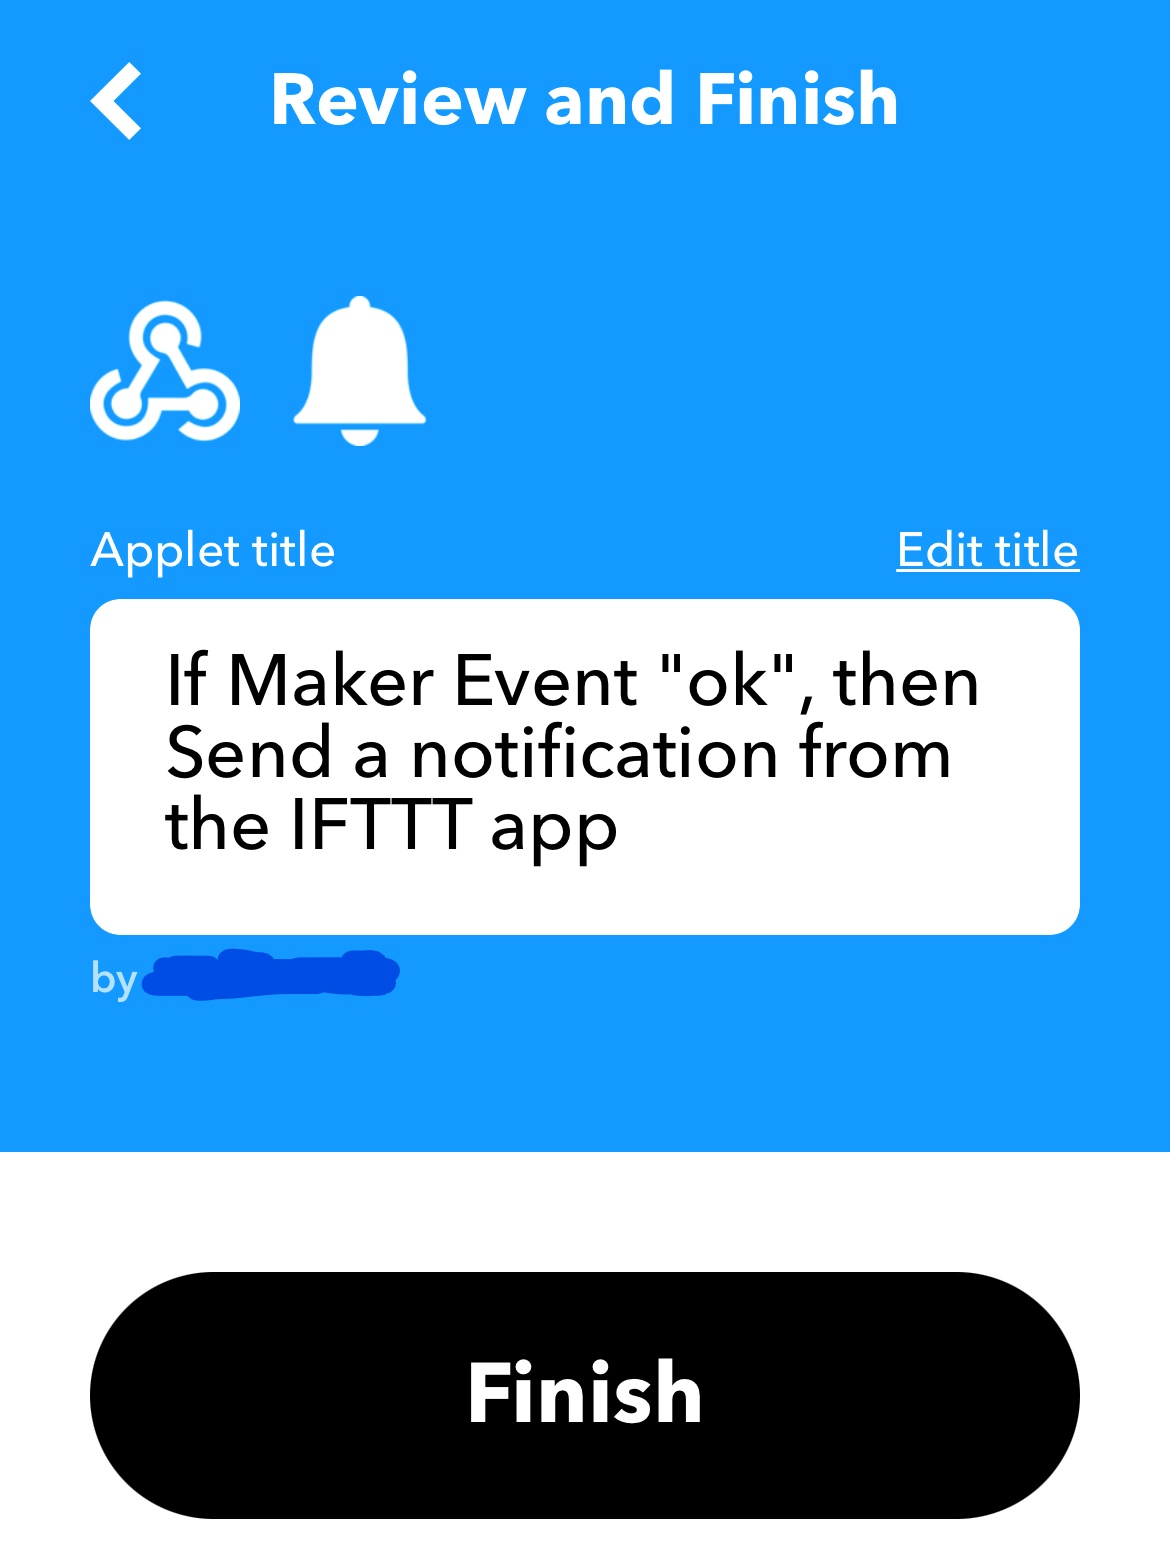 Review and Finish
Applet title
Edit title
If Maker Event "ok", then
Send a notification from
the IFTTT app
by
Finish